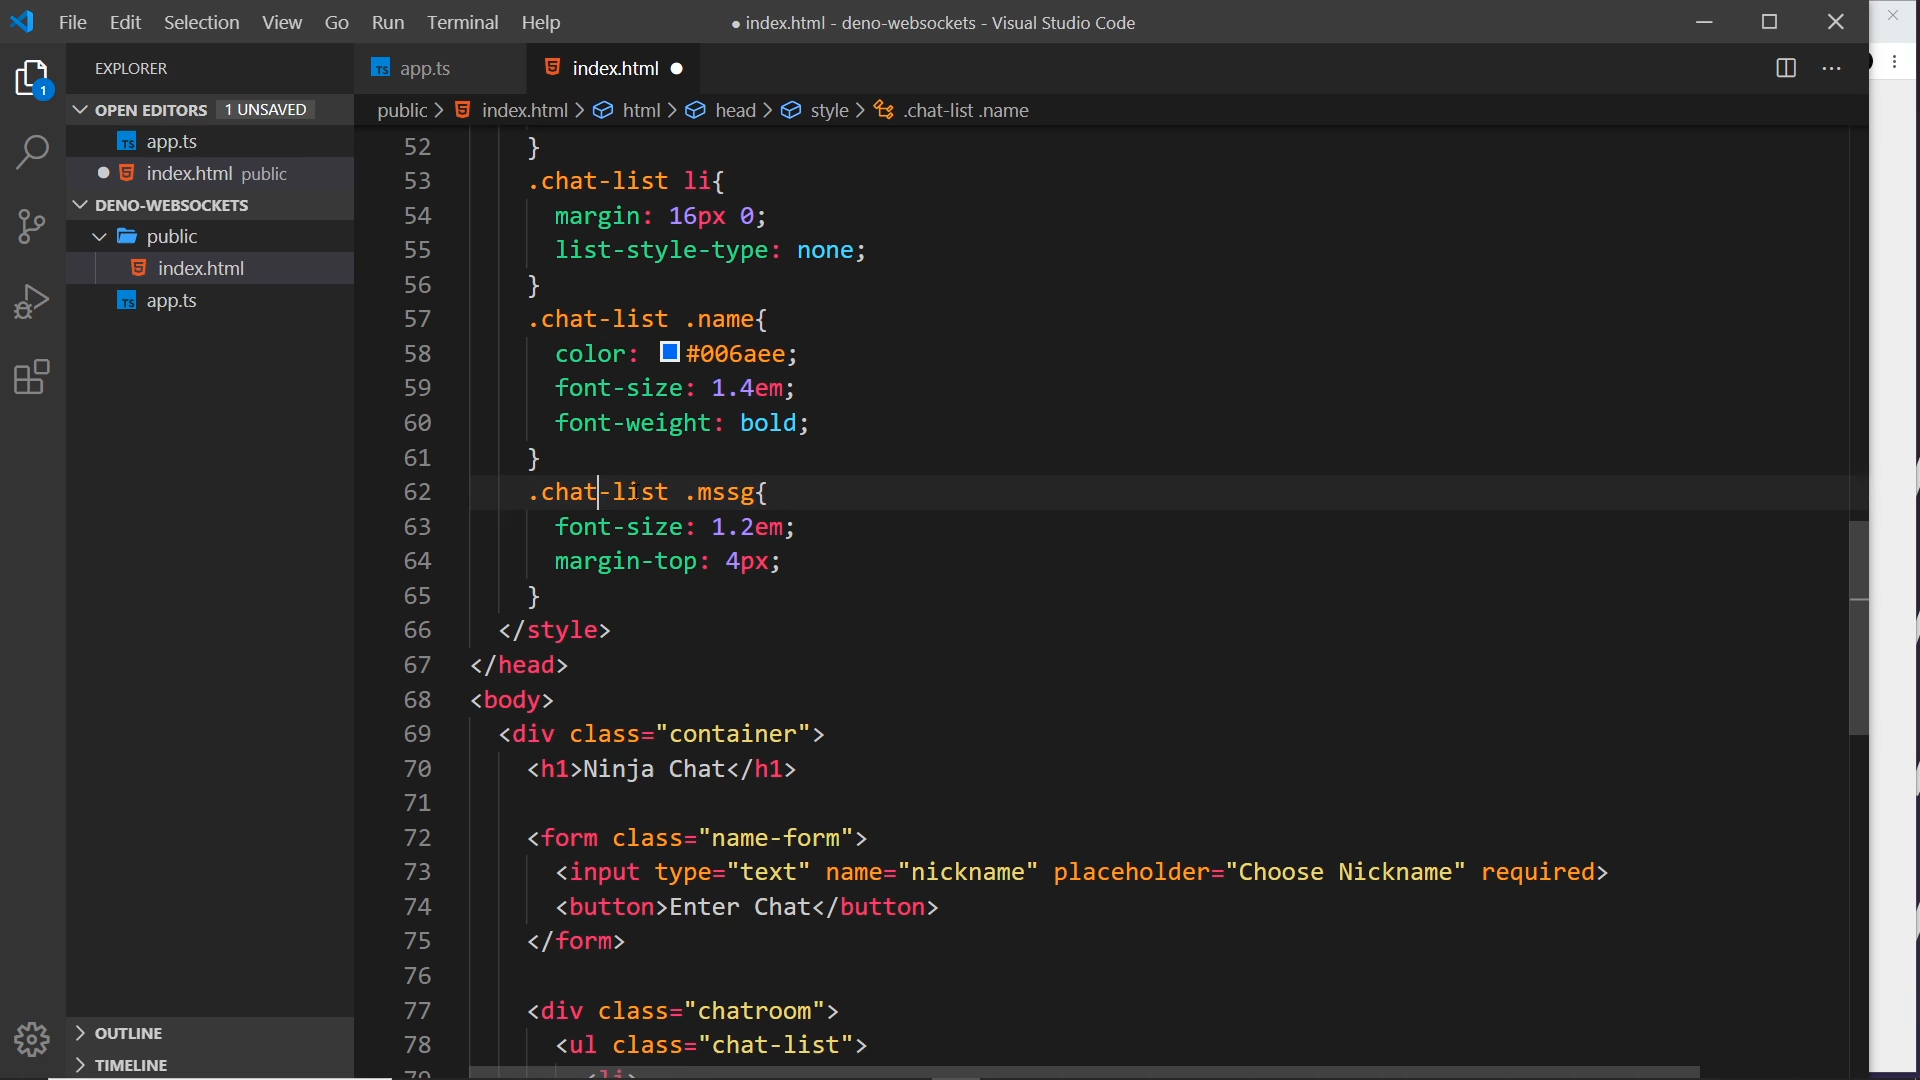 File Edit Selection View Go Run Terminal Help
● index.html - deno-websockets - Visual Studio Code
EXPLORER
OPEN EDITORS 1 UNSAVED
TS app.ts
index.html public
DENO-WEBSOCKETS
public
index.html
TS app.ts
OUTLINE
TIMELINE
1
TS app.ts
index.html
public > index.html > html > head > style > .chat-list .name
52 }
53 .chat-list li{
54 margin: 16px 0;
55 list-style-type: none;
56 }
57 .chat-list .name{
58 color: #006aee;
59 font-size: 1.4em;
60 font-weight: bold;
61 }
62 .chat-list .mssg{
63 font-size: 1.2em;
64 margin-top: 4px;
65 }
66 </style>
67 </head>
68 <body>
69 <div class="container">
70 <h1>Ninja Chat</h1>
71
72 <form class="name-form">
73 <input type="text" name="nickname" placeholder="Choose Nickname" required>
74 <button>Enter Chat</button>
75 </form>
76
77 <div class="chatroom">
78 <ul class="chat-list">
79 <li>